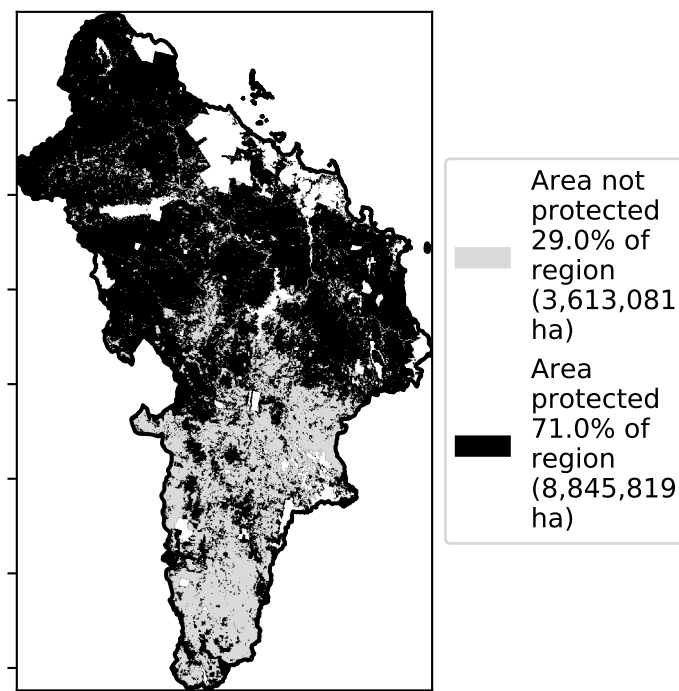 Area not
protected
29.0% of
region
(3,613,081
ha)
Area
protected
71.0% of
region
(8,845,819
ha)